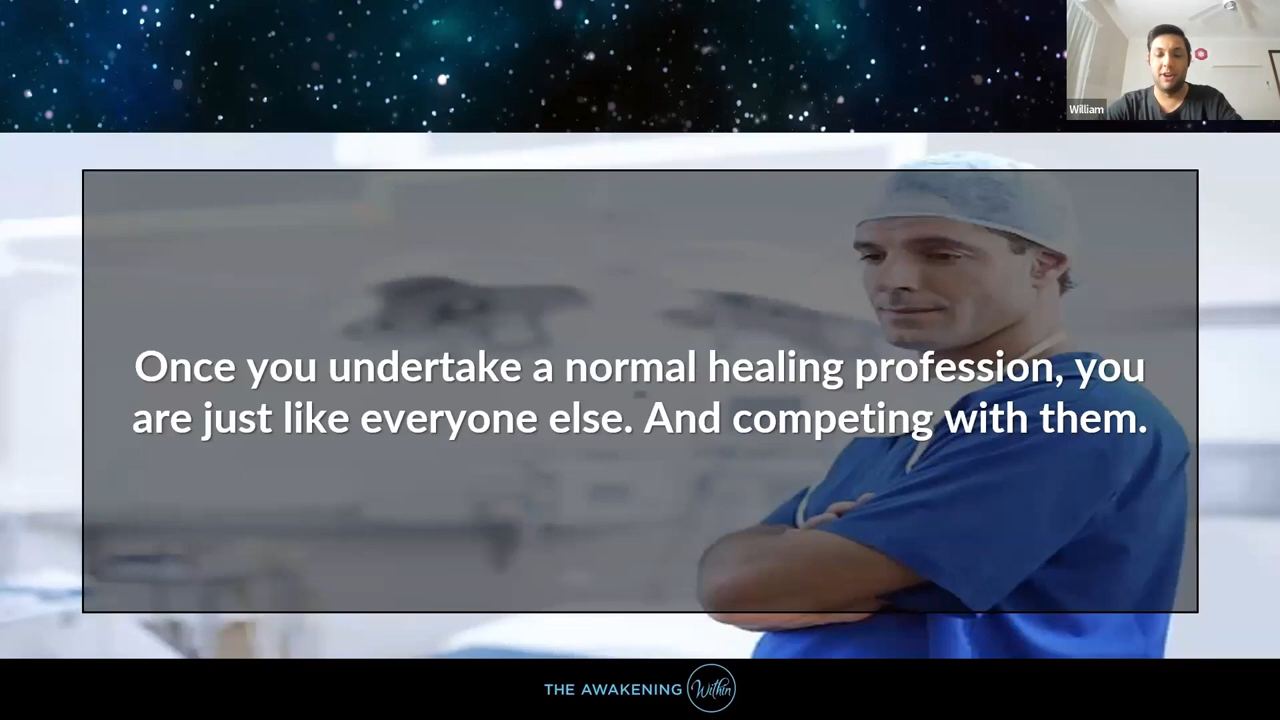 William
Once you undertake a normal healing profession, you
are just like everyone else. And competing with them.
THE AWAKENING Within